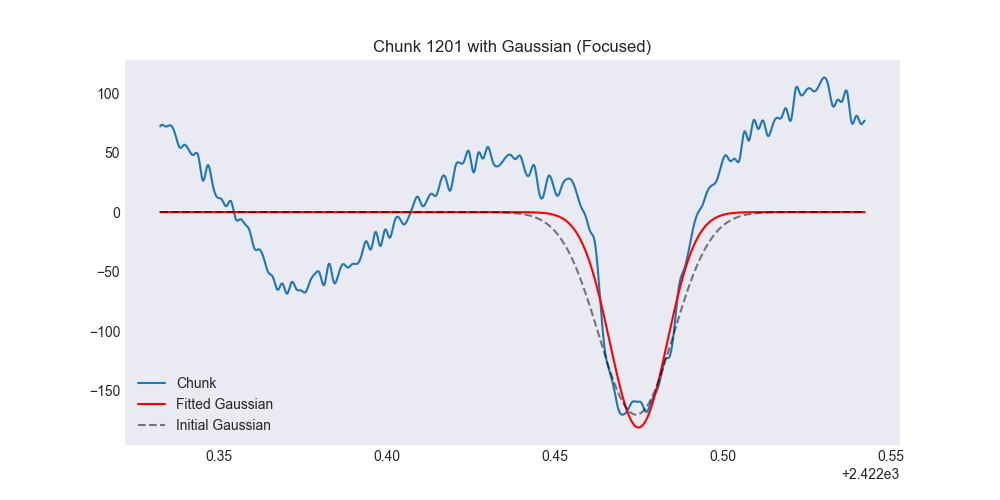 Chunk 1201 with Gaussian (Focused)
100
50
0
−50
−100
−150
Chunk
Fitted Gaussian
Initial Gaussian
0.35 0.40 0.45 0.50 0.55
+2.422e3